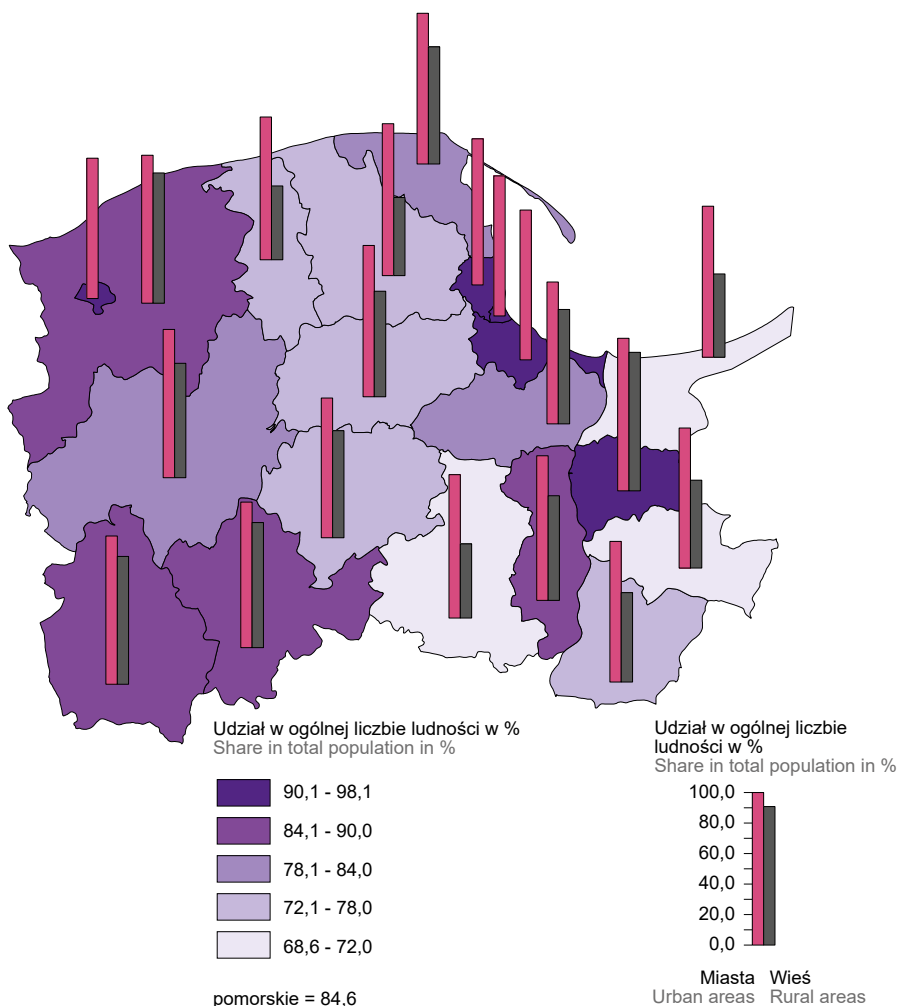 Udział w ogólnej liczbie ludności w %
Share in total population in %
90,1 - 98,1
84,1 - 90,0
78,1 - 84,0
72,1 - 78,0
68,6 - 72,0
pomorskie = 84,6
Udział w ogólnej liczbie
ludności w %
Share in total population in %
100,0
80,0
60,0
40,0
20,0
0,0
Miasta Wieś
Urban areas Rural areas